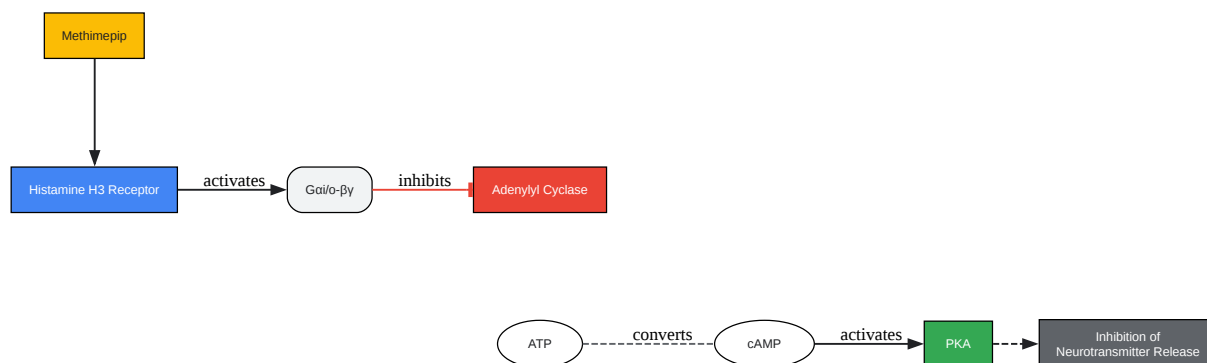 Methimepip
Histamine H3 Receptor
activates
Gαi/o-βγ
inhibits
Adenylyl Cyclase
ATP
converts
cAMP
activates
PKA
Inhibition of
Neurotransmitter Release